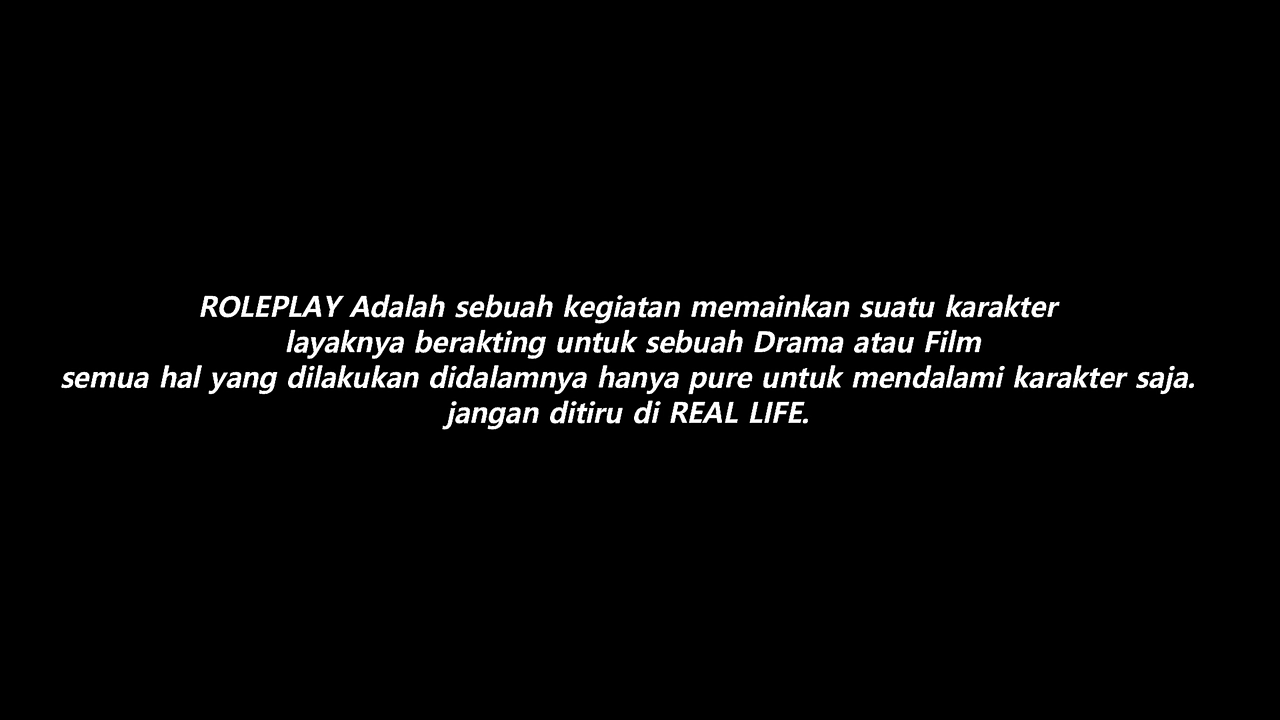 ROLEPLAY Adalah sebuah kegiatan memainkan suatu karakter
layaknya berakting untuk sebuah Drama atau Film
semua hal yang dilakukan didalamnya hanya pure untuk mendalami karakter saja.
jangan ditiru di REAL LIFE.